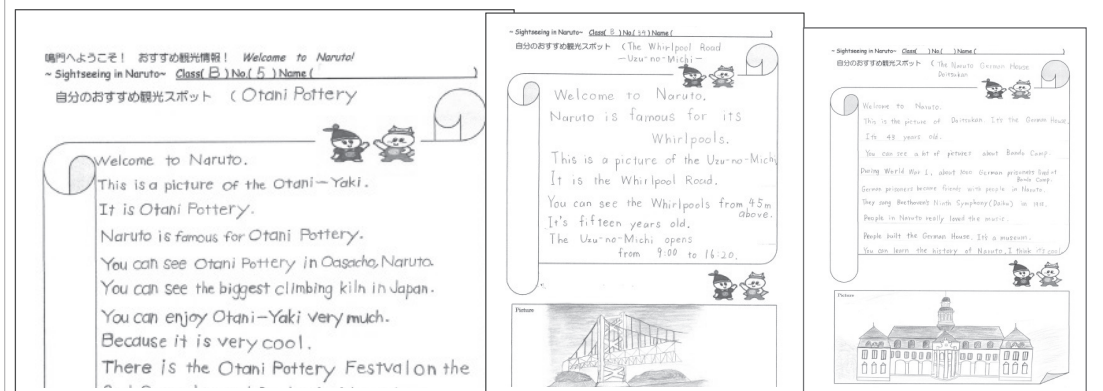 鳴門へようこそ！ おすすめ観光情報！ Welcome to Naruto!
~ Sightseeing in Naruto~ Class( B ) No.( 5 ) Name ( )
自分のおすすめ観光スポット ( Otani Pottery
Welcome to Naruto.
This is a picture of the Otani-Yaki.
It is Otani Pottery.
Naruto is famous for Otani Pottery.
You can see Otani Pottery in Oasacho, Naruto.
You can see the biggest climbing kiln in Japan.
You can enjoy Otani-Yaki very much.
Because it is very cool.
There is the Otani Pottery Festval on the
~ Sightseeing in Naruto~ Class( B ) No.( 34 ) Name ( )
自分のおすすめ観光スポット ( The Whirlpool Road
-Uzu-no-Michi-
Welcome to Naruto.
Naruto is famous for its
Whirlpools.
This is a picture of the Uzu-no-Michi
It is the Whirlpool Road.
You can see the Whirlpools from 45m
above.
It's fifteen years old.
The Uzu-no-Michi opens
from 9:00 to 16:20.
Picture
~ Sightseeing in Naruto~ Class( ) No.( ) Name ( )
自分のおすすめ観光スポット ( The Naruto German House
Doitsukan
Welcome to Naruto.
This is the picture of Doitsukan. It's the German House.
It's 43 years old.
You can see a lot of pictures about Bando Camp.
During World War 1, about 1000 German prisoners lived at
Bando Camp.
German prisoners became friends with people in Naruto.
They sang Beethoven's Ninth Symphony (Daiku) in 1918.
People in Naruto really loved the music.
People built the German House. It's a museum.
You can learn the history of Naruto. I think it's cool.
Picture